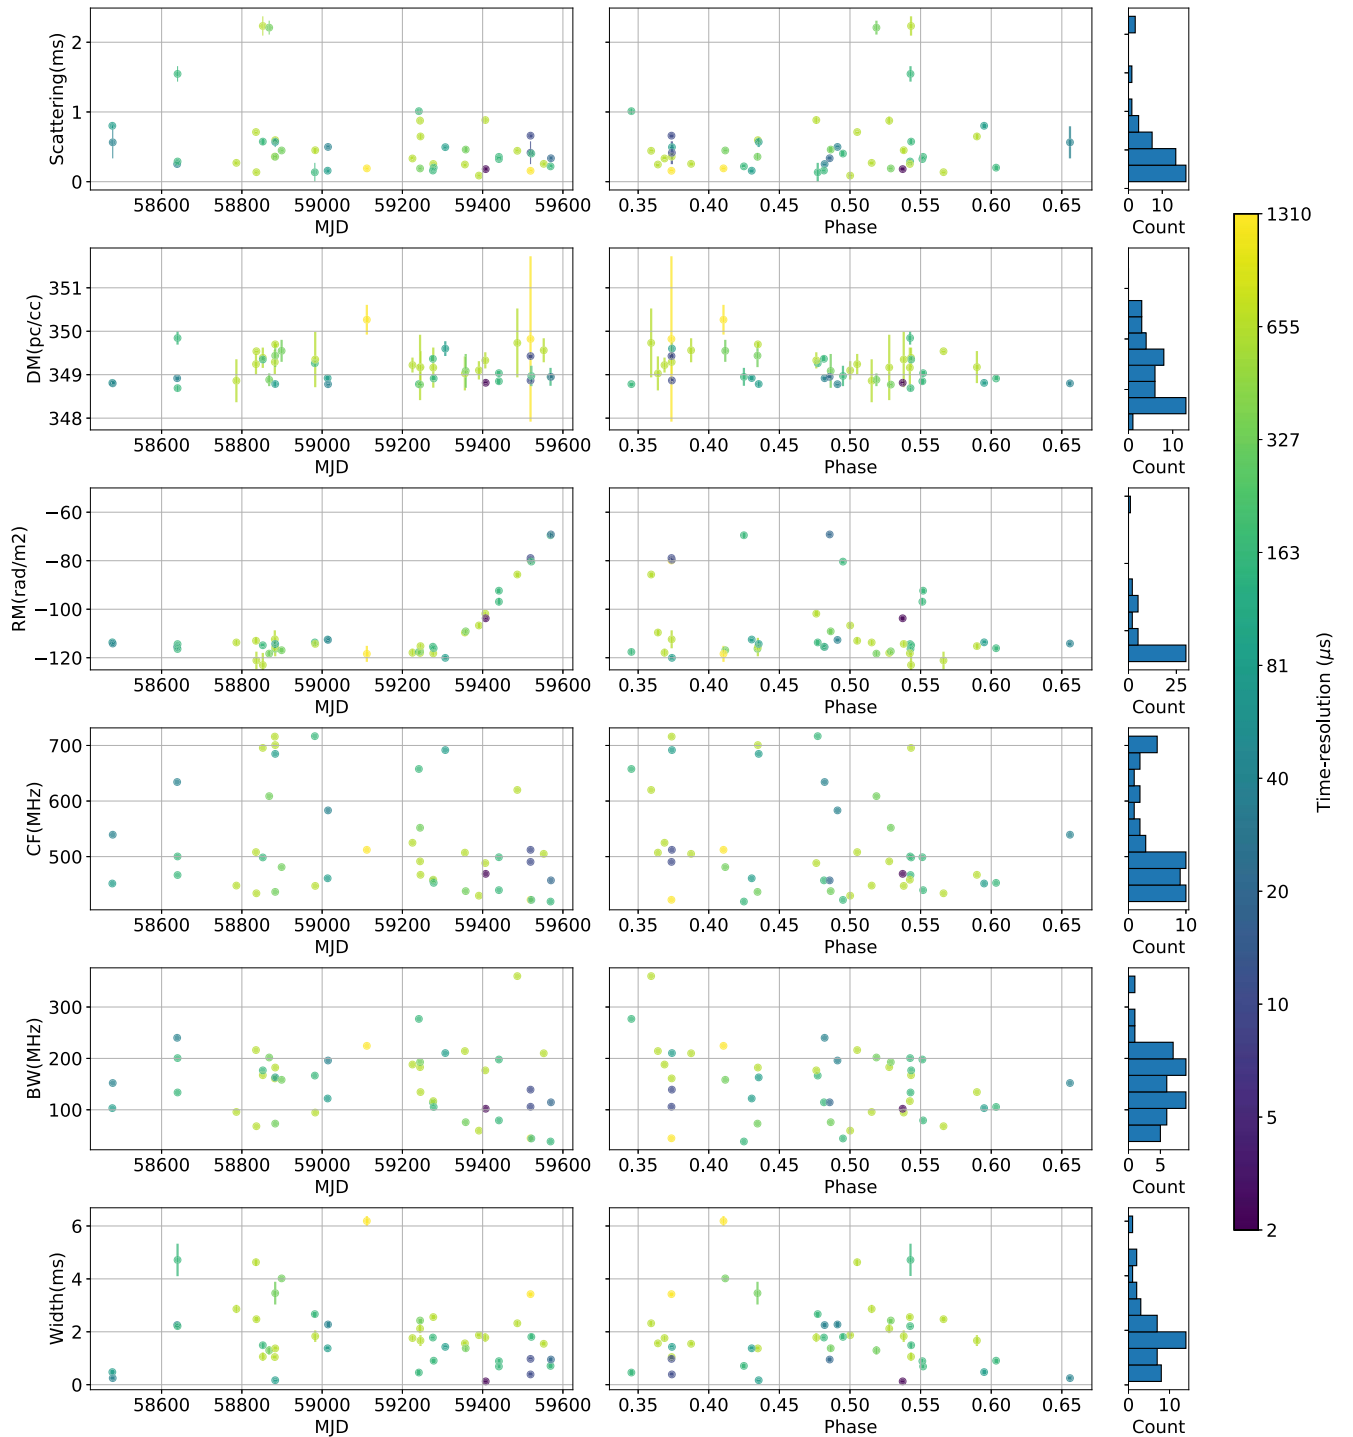 Scattering(ms)
2
1
0
58600 58800 59000 59200 59400 59600
MJD
0.35 0.40 0.45 0.50 0.55 0.60 0.65
Phase
0 10
Count
DM(pc/cc)
351
350
349
348
58600 58800 59000 59200 59400 59600
MJD
0.35 0.40 0.45 0.50 0.55 0.60 0.65
Phase
0 10
Count
RM(rad/m2)
−60
−80
−100
−120
58600 58800 59000 59200 59400 59600
MJD
0.35 0.40 0.45 0.50 0.55 0.60 0.65
Phase
0 25
Count
CF(MHz)
700
600
500
58600 58800 59000 59200 59400 59600
MJD
0.35 0.40 0.45 0.50 0.55 0.60 0.65
Phase
0 10
Count
BW(MHz)
300
200
100
58600 58800 59000 59200 59400 59600
MJD
0.35 0.40 0.45 0.50 0.55 0.60 0.65
Phase
0 5
Count
Width(ms)
6
4
2
0
58600 58800 59000 59200 59400 59600
MJD
0.35 0.40 0.45 0.50 0.55 0.60 0.65
Phase
0 10
Count
1310
655
327
163
81
40
20
10
5
2
Time-resolution (μs)